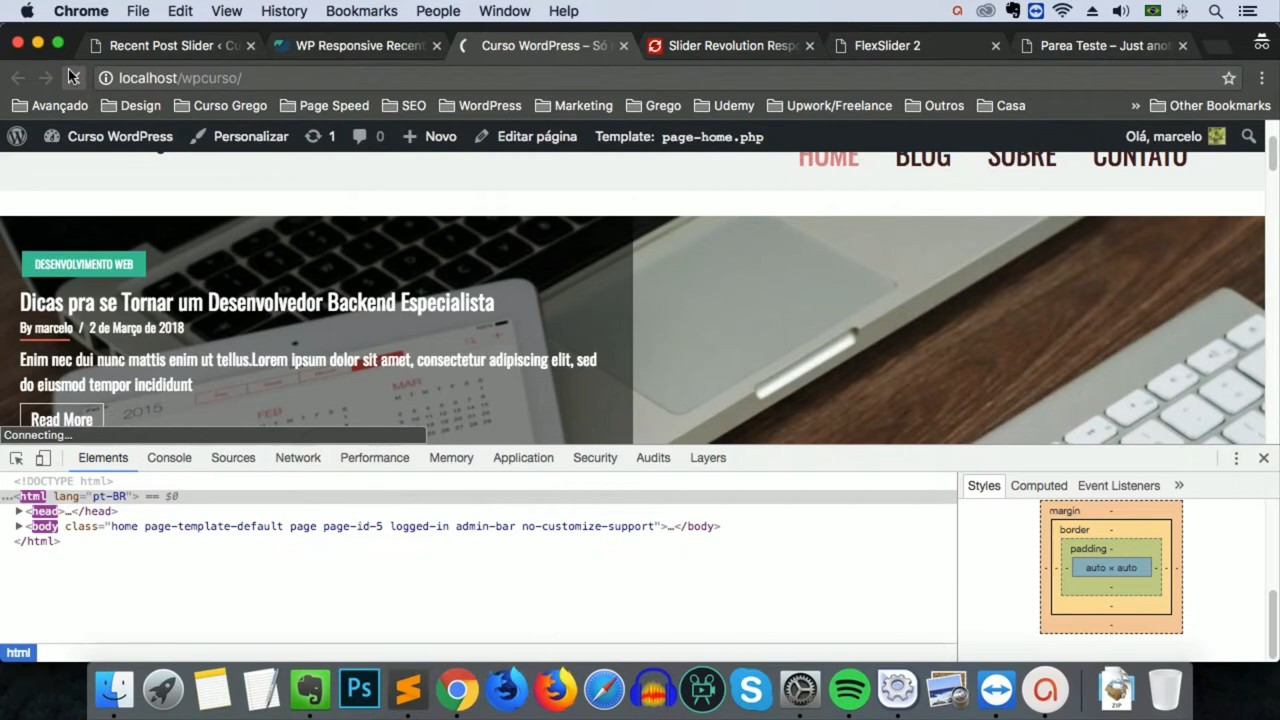 Chrome File Edit View History Bookmarks People Window Help
Recent Post Slider ‹ Cu WP Responsive Recent Curso WordPress – Só Slider Revolution Resp FlexSlider 2 Parea Teste – Just ano
localhost/wpcurso/
Avançado Design Curso Grego Page Speed SEO WordPress Marketing Grego Udemy Upwork/Freelance Outros Casa » Other Bookmarks
Curso WordPress Personalizar 1 0 Novo Editar página Template: page-home.php Olá, marcelo
HOME BLOG SOBRE CONTATO
DESENVOLVIMENTO WEB
Dicas pra se Tornar um Desenvolvedor Backend Especialista
By marcelo / 2 de Março de 2018
Enim nec dui nunc mattis enim ut tellus.Lorem ipsum dolor sit amet, consectetur adipiscing elit, sed
do eiusmod tempor incididunt
Read More
2015 FEB MAR
Connecting...
Elements Console Sources Network Performance Memory Application Security Audits Layers
<!DOCTYPE html>
...<html lang="pt-BR"> == $0
<head>…</head>
<body class="home page-template-default page page-id-5 logged-in admin-bar no-customize-support">…</body>
</html>
Styles Computed Event Listeners »
margin -
border -
padding -
- - - auto × auto - - -
-
-
-
html
Ps
ZIP